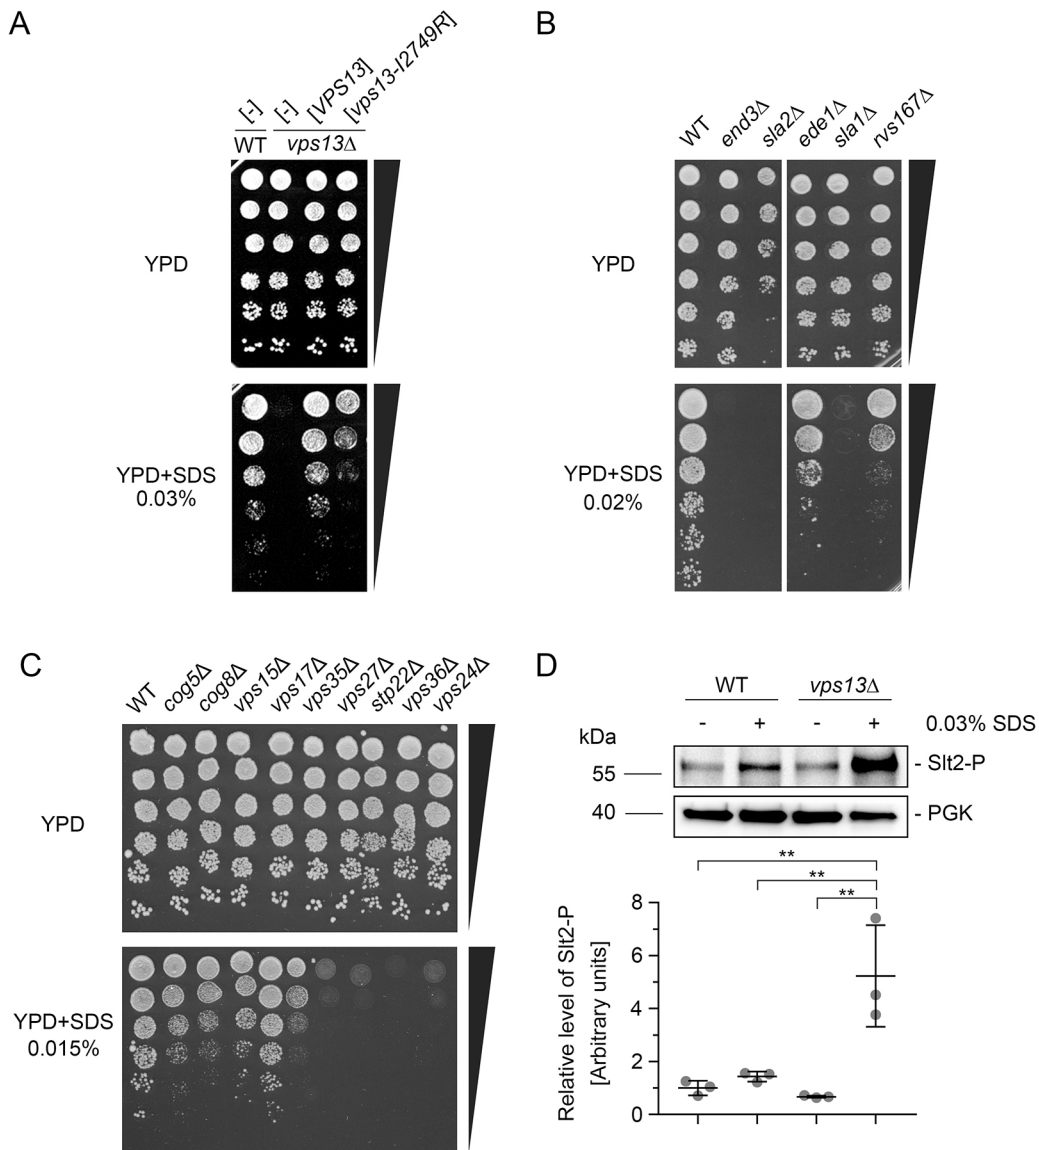 A
[-]
[-]
[VPS13]
[vps13-I2749R]
WT
vps13Δ
YPD
YPD+SDS
0.03%
B
WT
end3Δ
sla2Δ
ede1Δ
sla1Δ
rvs167Δ
YPD
YPD+SDS
0.02%
C
WT
cog5Δ
cog8Δ
vps15Δ
vps17Δ
vps35Δ
vps27Δ
stp22Δ
vps36Δ
vps24Δ
YPD
YPD+SDS
0.015%
D
WT
vps13Δ
- + - + 0.03% SDS
kDa
55
- Slt2-P
40
- PGK
**
**
**
Relative level of Slt2-P
[Arbitrary units]
8
6
4
2
0